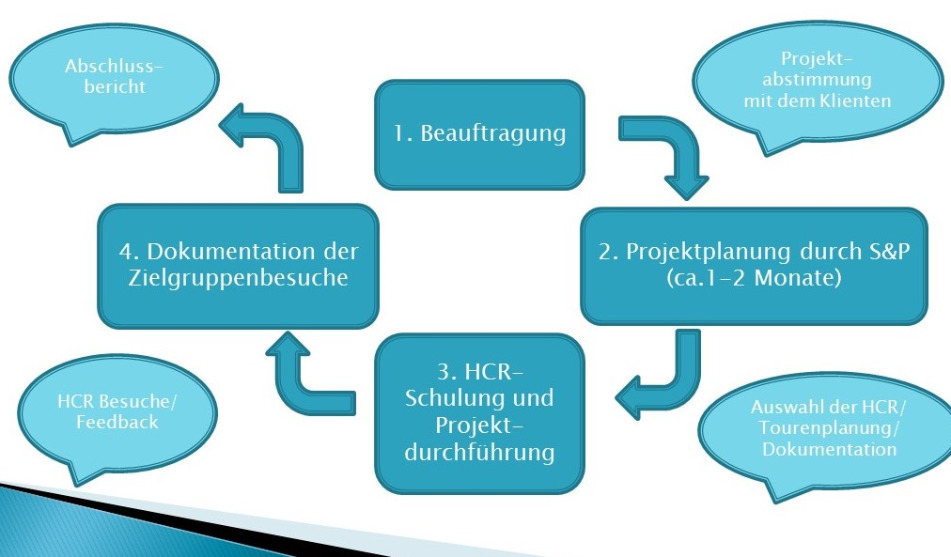 Abschluss-
bericht
1. Beauftragung
Projekt-
abstimmung
mit dem Klienten
4. Dokumentation der
Zielgruppenbesuche
2. Projektplanung durch S&P
(ca.1-2 Monate)
HCR Besuche/
Feedback
3. HCR-
Schulung und
Projekt-
durchführung
Auswahl der HCR/
Tourenplanung/
Dokumentation